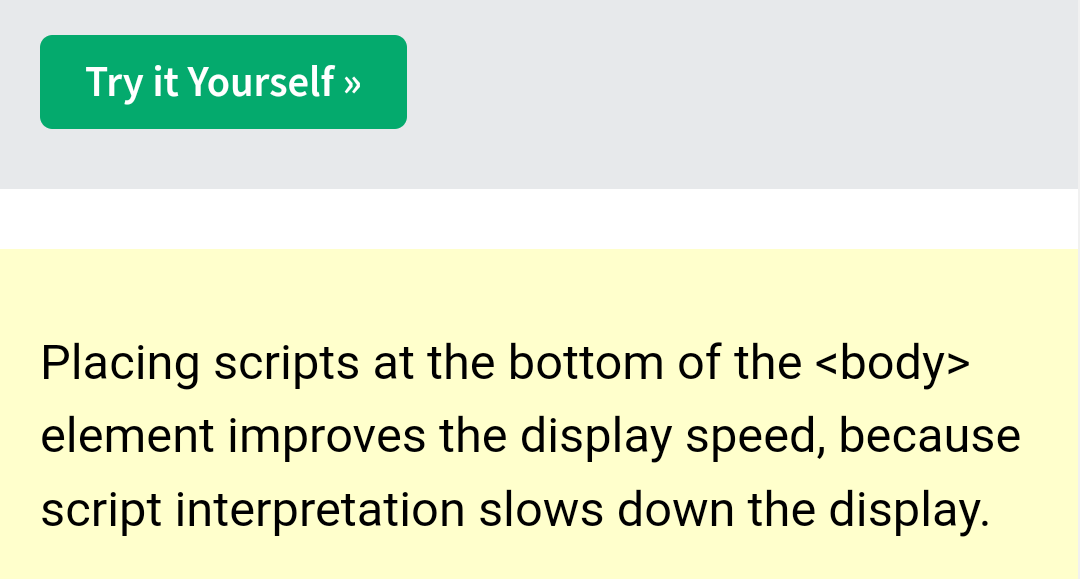 Try it Yourself »
Placing scripts at the bottom of the <body>
element improves the display speed, because
script interpretation slows down the display.